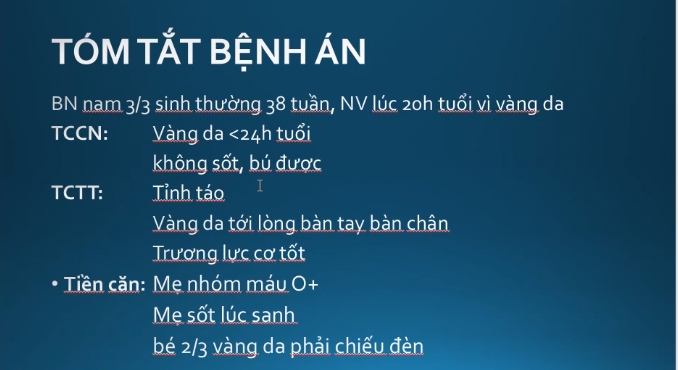 TÓM TẮT BỆNH ÁN
BN nam 3/3 sinh thường 38 tuần, NV lúc 20h tuổi vì vàng da
TCCN: Vàng da <24h tuổi
không sốt, bú được
TCTT: Tỉnh táo
Vàng da tới lòng bàn tay bàn chân
Trương lực cơ tốt
• Tiền căn: Mẹ nhóm máu O+
Mẹ sốt lúc sanh
bé 2/3 vàng da phải chiếu đèn